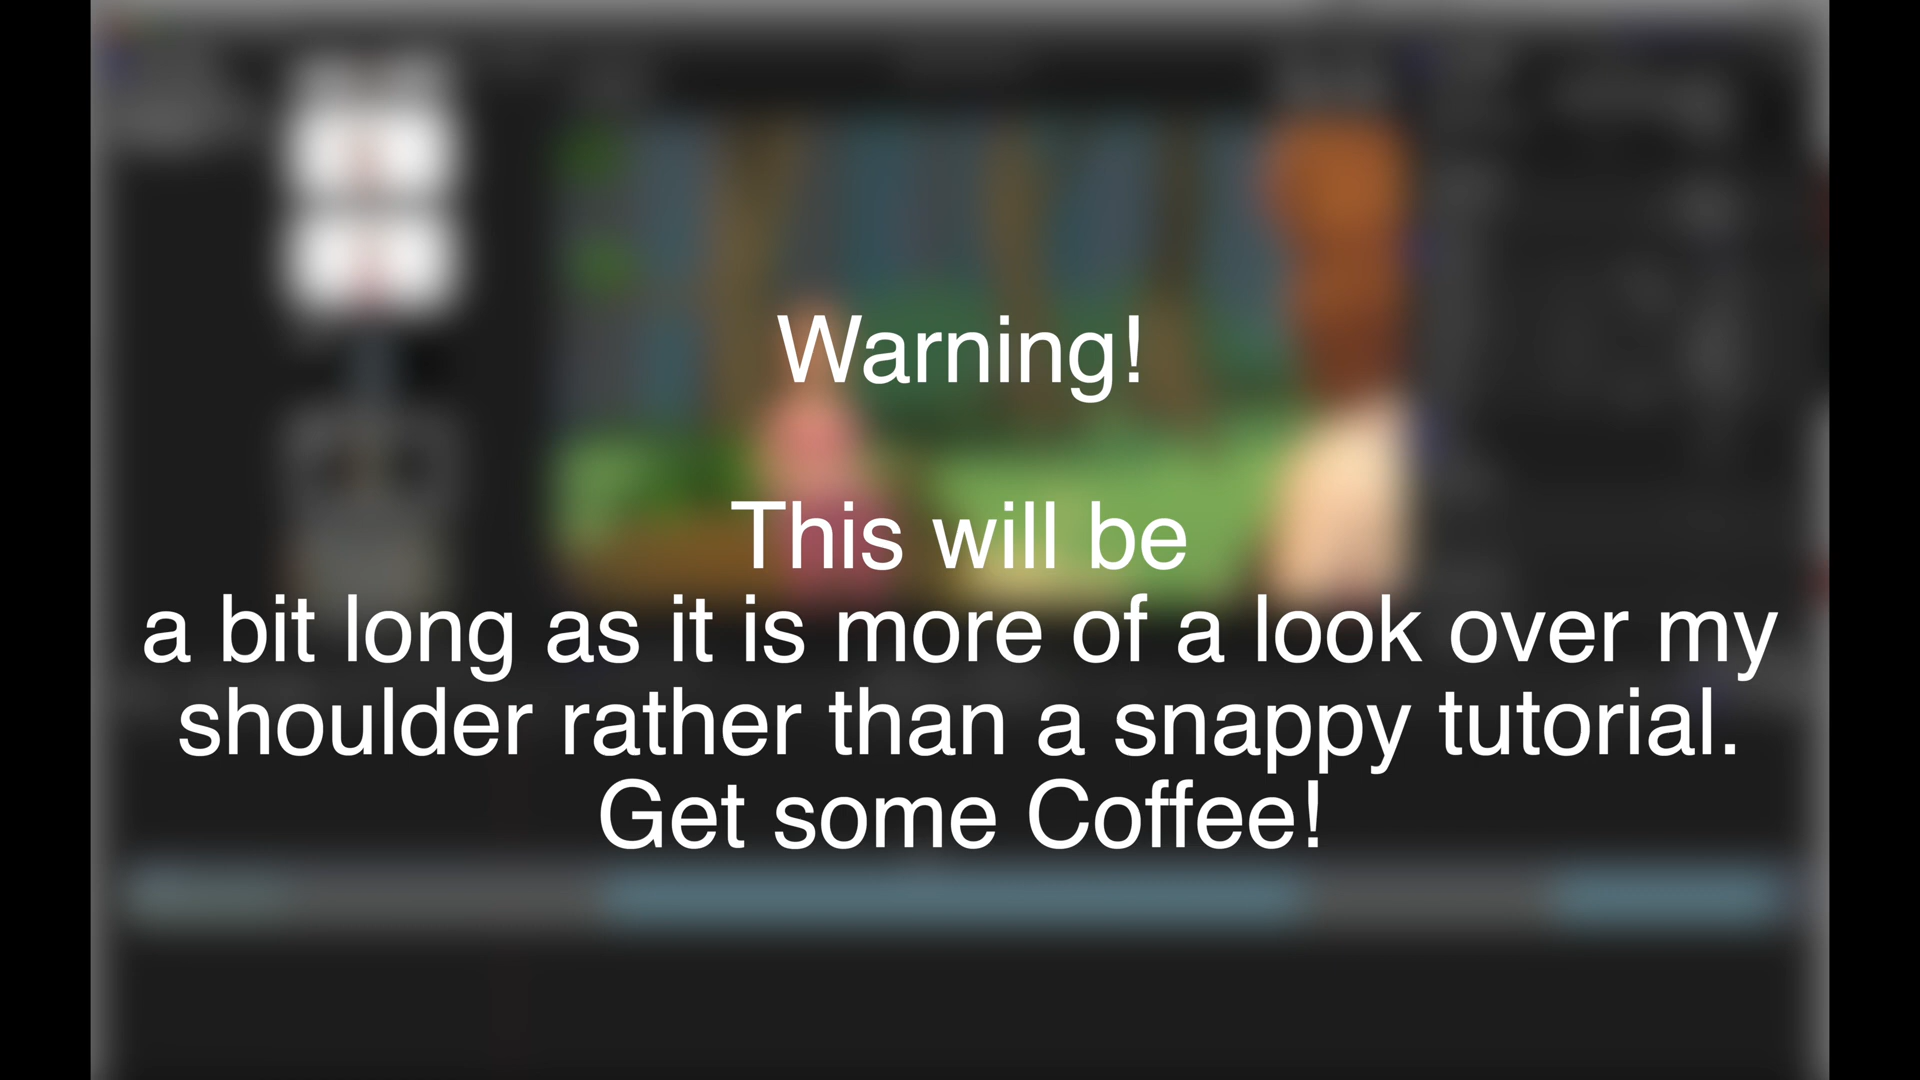 Warning!
This will be
a bit long as it is more of a look over my
shoulder rather than a snappy tutorial.
Get some Coffee!